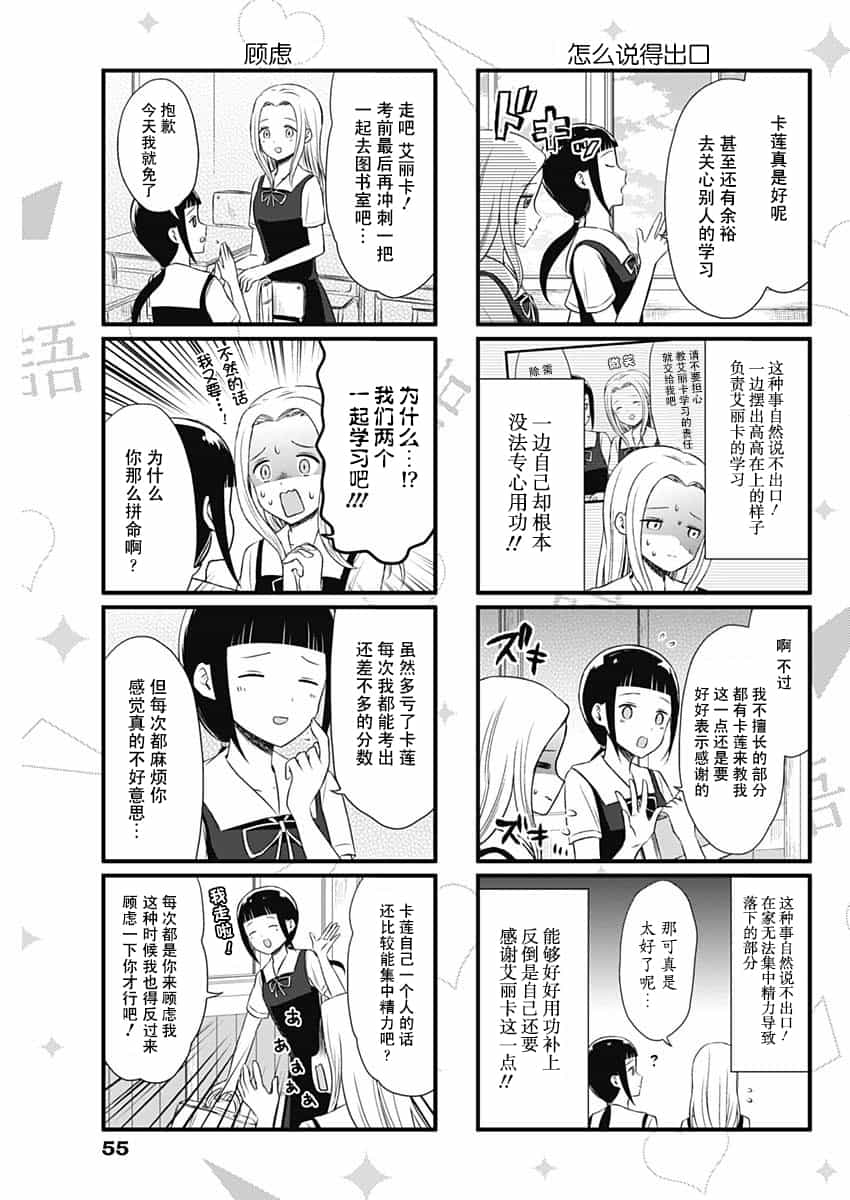 怎么说得出口
卡莲真是好呢
甚至还有余裕
去关心别人的学习
ドキッ
这种事自然说不出口！
一边摆出高高在上的样子
负责艾丽卡的学习
请不要担心
教艾丽卡学习的责任
就交给我吧
微笑
一边自己却根本
没法专心用功!!
啊 不过
我不擅长的部分
都有卡莲来教我
这一点还是要
好好表示感谢的
ズキ
这种事自然说不出口！
在家无法集中精力导致
落下的部分
那可真是
太好了呢…
?
能够好好用功补上
反倒是自己还要
感谢艾丽卡这一点!!
顾虑
走吧 艾丽卡！
考前最后再冲刺一把
一起去图书室吧…
抱歉
今天我就免了
为什么…!?
我们两个
一起学习吧!!!
不然的话
我又要…！
为什么
你那么拼命啊？
虽然多亏了卡莲
每次我都能考出
还差不多的分数
但每次都麻烦你
感觉真的不好意思…
卡莲自己一个人的话
还比较能集中精力吧？
我走啦！
每次都是你来顾虑我
这种时候我也得反过来
顾虑一下你才行吧！
あぁぁぁ
あぁぁ
55
語